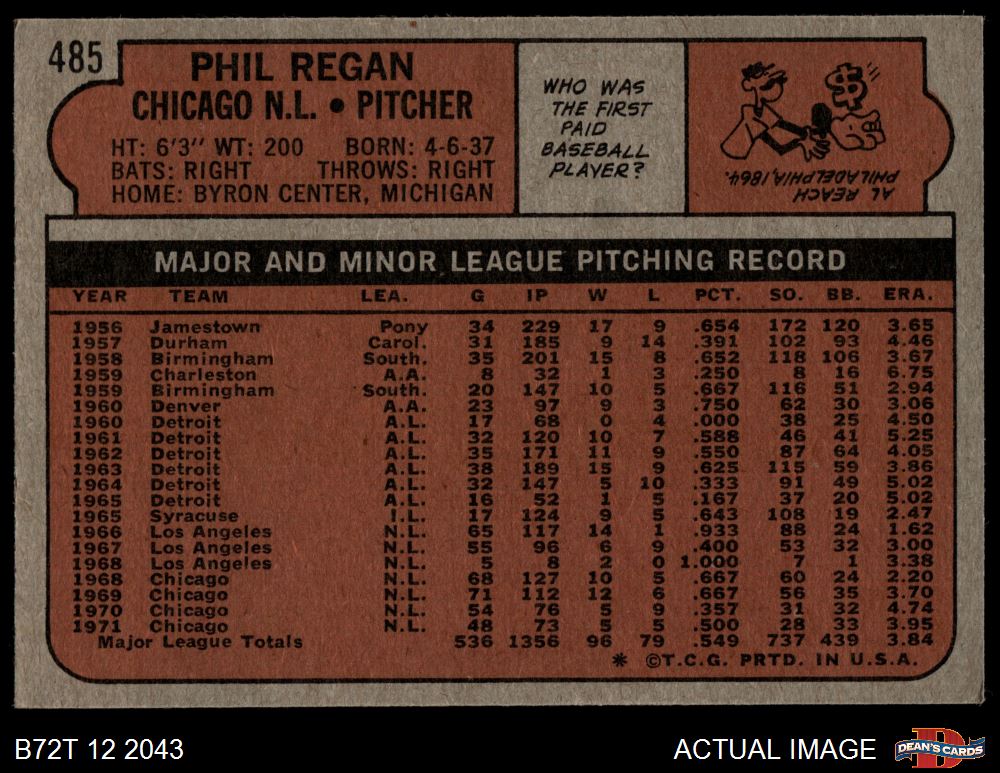 485
PHIL REGAN
CHICAGO N.L. • PITCHER
HT: 6'3" WT: 200 BORN: 4-6-37
BATS: RIGHT THROWS: RIGHT
HOME: BYRON CENTER, MICHIGAN
WHO WAS
THE FIRST
PAID
BASEBALL
PLAYER?
$
AL REACH
PHILADELPHIA, 1864.
MAJOR AND MINOR LEAGUE PITCHING RECORD
YEAR TEAM LEA. G IP W L PCT. SO. BB. ERA.
1956 Jamestown Pony 34 229 17 9 .654 172 120 3.65
1957 Durham Carol. 31 185 9 14 .391 102 93 4.46
1958 Birmingham South. 35 201 15 8 .652 118 106 3.67
1959 Charleston A.A. 8 32 1 3 .250 8 16 6.75
1959 Birmingham South. 20 147 10 5 .667 116 51 2.94
1960 Denver A.A. 23 97 9 3 .750 62 30 3.06
1960 Detroit A.L. 17 68 0 4 .000 38 25 4.50
1961 Detroit A.L. 32 120 10 7 .588 46 41 5.25
1962 Detroit A.L. 35 171 11 9 .550 87 64 4.05
1963 Detroit A.L. 38 189 15 9 .625 115 59 3.86
1964 Detroit A.L. 32 147 5 10 .333 91 49 5.02
1965 Detroit A.L. 16 52 1 5 .167 37 20 5.02
1965 Syracuse I.L. 17 124 9 5 .643 108 19 2.47
1966 Los Angeles N.L. 65 117 14 1 .933 88 24 1.62
1967 Los Angeles N.L. 55 96 6 9 .400 53 32 3.00
1968 Los Angeles N.L. 5 8 2 0 1.000 7 1 3.38
1968 Chicago N.L. 68 127 10 5 .667 60 24 2.20
1969 Chicago N.L. 71 112 12 6 .667 56 35 3.70
1970 Chicago N.L. 54 76 5 9 .357 31 32 4.74
1971 Chicago N.L. 48 73 5 5 .500 28 33 3.95
Major League Totals 536 1356 96 79 .549 737 439 3.84
* ©T.C.G. PRTD. IN U.S.A.
B72T 12 2043
ACTUAL IMAGE
D
DEAN'S CARDS